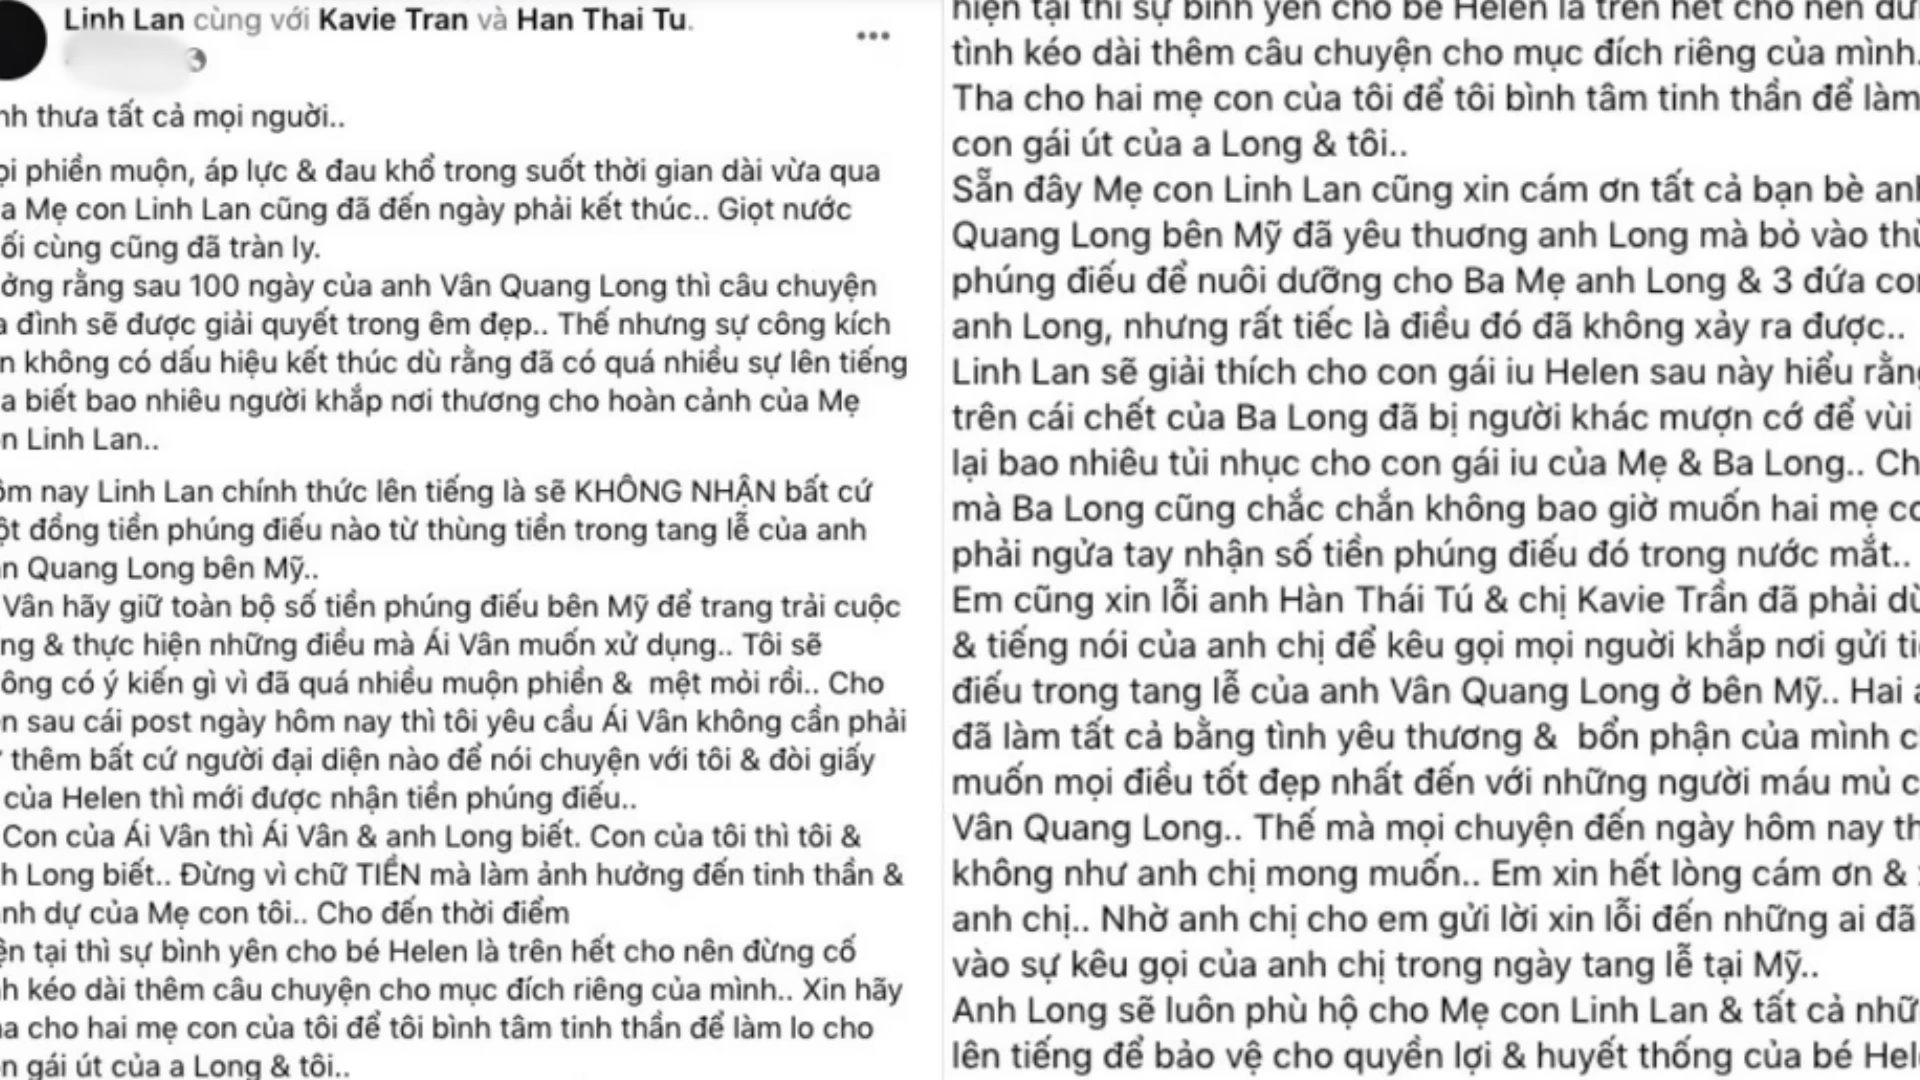 Linh Lan cùng với Kavie Tran và Han Thai Tu.
thưa tất cả mọi nguời..
phiền muộn, áp lực & đau khổ trong suốt thời gian dài vừa qua
Mẹ con Linh Lan cũng đã đến ngày phải kết thúc.. Giọt nước
cùng cũng đã tràn ly.
rằng sau 100 ngày của anh Vân Quang Long thì câu chuyện
đình sẽ được giải quyết trong êm đẹp.. Thế nhưng sự công kích
không có dấu hiệu kết thúc dù rằng đã có quá nhiều sự lên tiếng
biết bao nhiêu người khắp nơi thương cho hoàn cảnh của Mẹ
Linh Lan..
nay Linh Lan chính thức lên tiếng là sẽ KHÔNG NHẬN bất cứ
đồng tiền phúng điếu nào từ thùng tiền trong tang lễ của anh
Quang Long bên Mỹ..
Vân hãy giữ toàn bộ số tiền phúng điếu bên Mỹ để trang trải cuộc
& thực hiện những điều mà Ái Vân muốn xử dụng.. Tôi sẽ
có ý kiến gì vì đã quá nhiều muộn phiền & mệt mỏi rồi.. Cho
sau cái post ngày hôm nay thì tôi yêu cầu Ái Vân không cần phải
thêm bất cứ người đại diện nào để nói chuyện với tôi & đòi giấy
của Helen thì mới được nhận tiền phúng điếu..
Con của Ái Vân thì Ái Vân & anh Long biết. Con của tôi thì tôi &
Long biết.. Đừng vì chữ TIỀN mà làm ảnh hưởng đến tinh thần &
dự của Mẹ con tôi.. Cho đến thời điểm
tại thì sự bình yên cho bé Helen là trên hết cho nên đừng cố
kéo dài thêm câu chuyện cho mục đích riêng của mình.. Xin hãy
cho hai mẹ con của tôi để tôi bình tâm tinh thần để làm lo cho
gái út của a Long & tôi..
hiện tại thì sự bình yên cho bé Helen là trên hết cho nên
tình kéo dài thêm câu chuyện cho mục đích riêng của mình.
Tha cho hai mẹ con của tôi để tôi bình tâm tinh thần để làm
con gái út của a Long & tôi..
Sẵn đây Mẹ con Linh Lan cũng xin cám ơn tất cả bạn bè
Quang Long bên Mỹ đã yêu thuơng anh Long mà bỏ vào
phúng điếu để nuôi dưỡng cho Ba Mẹ anh Long & 3 đứa
anh Long, nhưng rất tiếc là điều đó đã không xảy ra được..
Linh Lan sẽ giải thích cho con gái iu Helen sau này hiểu
trên cái chết của Ba Long đã bị người khác mượn cớ để vùi
lại bao nhiêu tủi nhục cho con gái iu của Mẹ & Ba Long..
mà Ba Long cũng chắc chắn không bao giờ muốn hai mẹ
phải ngửa tay nhận số tiền phúng điếu đó trong nước mắt..
Em cũng xin lỗi anh Hàn Thái Tú & chị Kavie Trần đã phải
& tiếng nói của anh chị để kêu gọi mọi nguời khắp nơi gửi
điếu trong tang lễ của anh Vân Quang Long ở bên Mỹ.. Hai
đã làm tất cả bằng tình yêu thương & bổn phận của mình
muốn mọi điều tốt đẹp nhất đến với những người máu mủ
Vân Quang Long.. Thế mà mọi chuyện đến ngày hôm nay
không như anh chị mong muốn.. Em xin hết lòng cám ơn &
anh chị.. Nhờ anh chị cho em gửi lời xin lỗi đến những ai đã
vào sự kêu gọi của anh chị trong ngày tang lễ tại Mỹ..
Anh Long sẽ luôn phù hộ cho Mẹ con Linh Lan & tất cả
lên tiếng để bảo vệ cho quyền lợi & huyết thống của bé